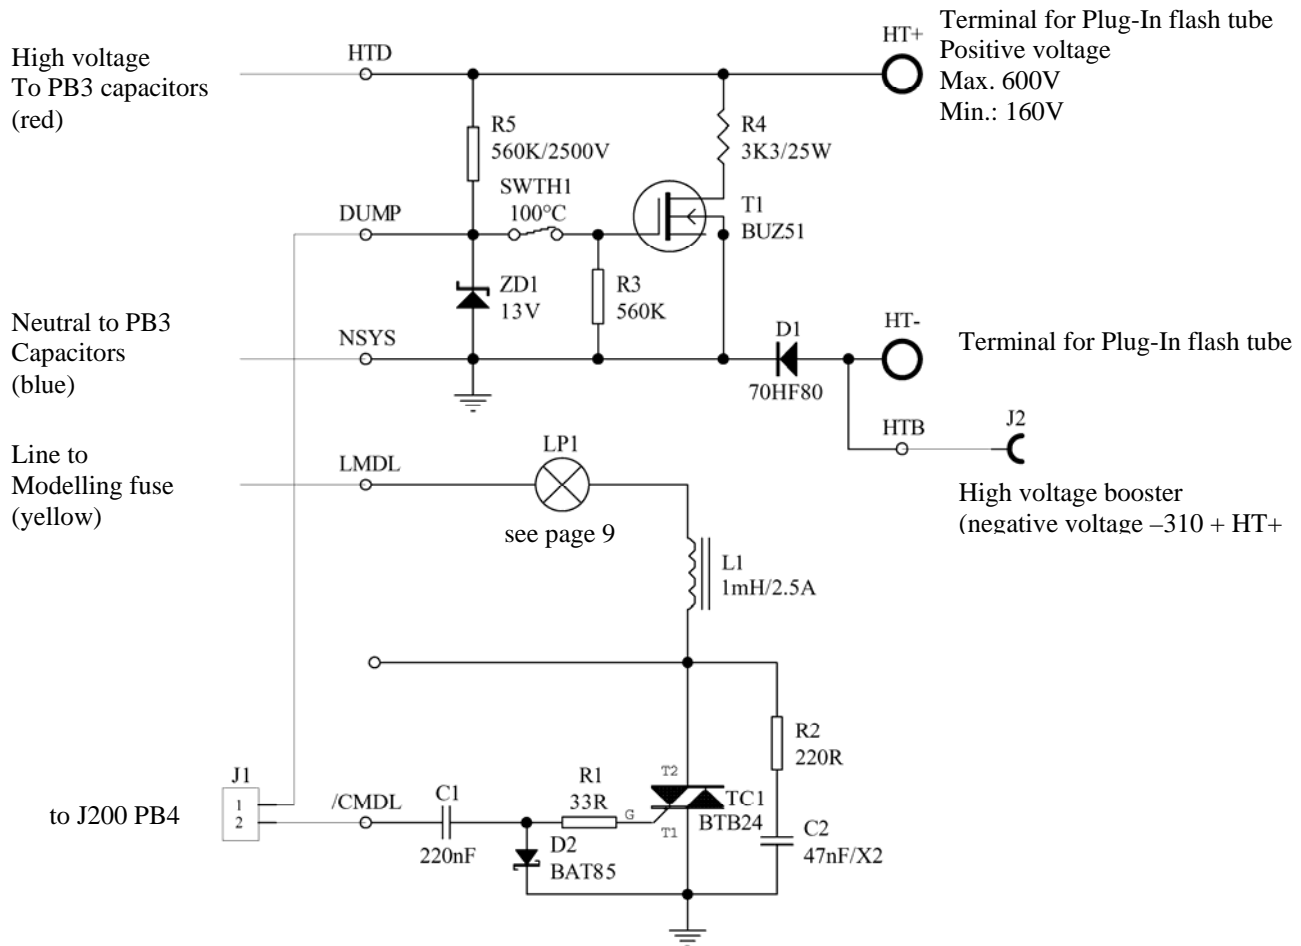 High voltage
To PB3 capacitors
(red)
HTD
HT+
Terminal for Plug-In flash tube
Positive voltage
Max. 600V
Min.: 160V
R5
560K/2500V
R4
3K3/25W
SWTH1
100°C
DUMP
T1
BUZ51
ZD1
13V
R3
560K
Neutral to PB3
Capacitors
(blue)
NSYS
D1
70HF80
HT-
Terminal for Plug-In flash tube
HTB
J2
Line to
Modelling fuse
(yellow)
LMDL
LP1
see page 9
High voltage booster
(negative voltage –310 + HT+
L1
1mH/2.5A
R2
220R
J1
1
2
to J200 PB4
/CMDL
C1
220nF
R1
33R
G
T2
T1
TC1
BTB24
D2
BAT85
C2
47nF/X2